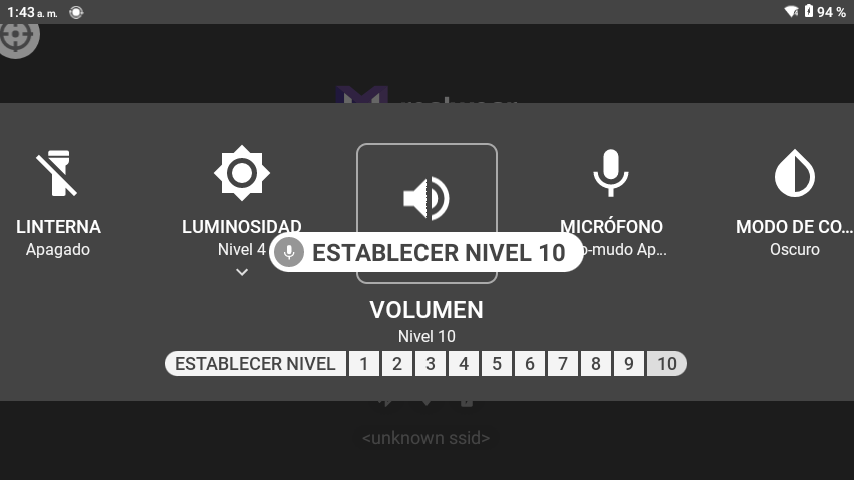 1:43 a. m.
94 %
LINTERNA
Apagado
LUMINOSIDAD
Nivel 4
ESTABLECER NIVEL 10
MICRÓFONO
o-mudo Ap...
MODO DE CO...
Oscuro
VOLUMEN
Nivel 10
ESTABLECER NIVEL 1 2 3 4 5 6 7 8 9 10
<unknown ssid>